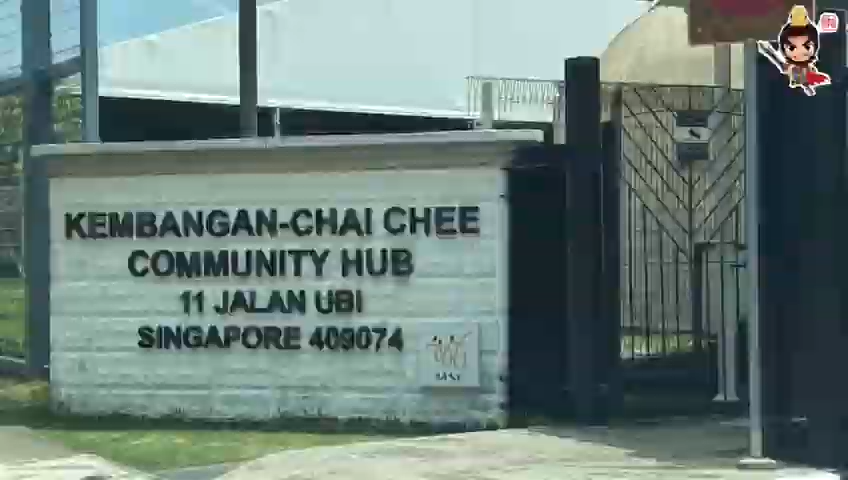 KEMBANGAN-CHAI CHEE
COMMUNITY HUB
11 JALAN UBI
SINGAPORE 409074